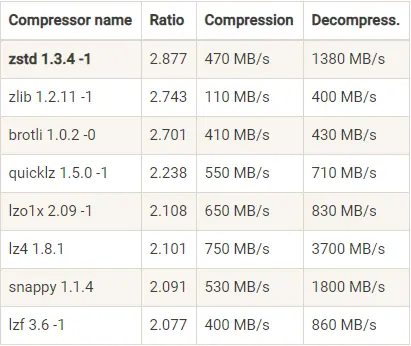 Compressor name Ratio Compression Decompress.
zstd 1.3.4 -1 2.877 470 MB/s 1380 MB/s
zlib 1.2.11 -1 2.743 110 MB/s 400 MB/s
brotli 1.0.2 -0 2.701 410 MB/s 430 MB/s
quicklz 1.5.0 -1 2.238 550 MB/s 710 MB/s
lzo1x 2.09 -1 2.108 650 MB/s 830 MB/s
lz4 1.8.1 2.101 750 MB/s 3700 MB/s
snappy 1.1.4 2.091 530 MB/s 1800 MB/s
lzf 3.6 -1 2.077 400 MB/s 860 MB/s